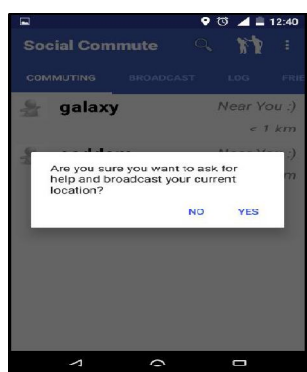 12:40
Social Commute
COMMUTING BROADCAST LOG FRIE
galaxy Near You :)
< 1 km
Are you sure you want to ask for
help and broadcast your current
location?
NO YES